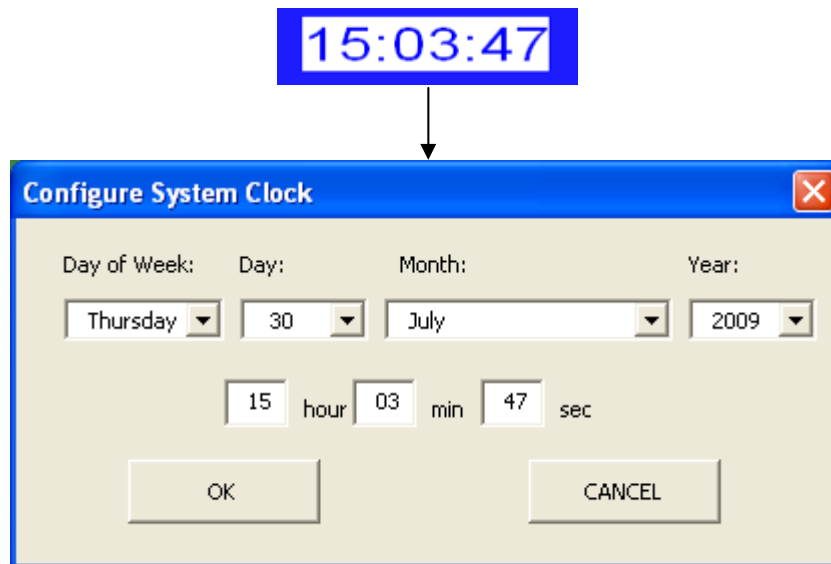 15:03:47
Configure System Clock
Day of Week: Day: Month: Year:
Thursday 30 July 2009
15 hour 03 min 47 sec
OK CANCEL